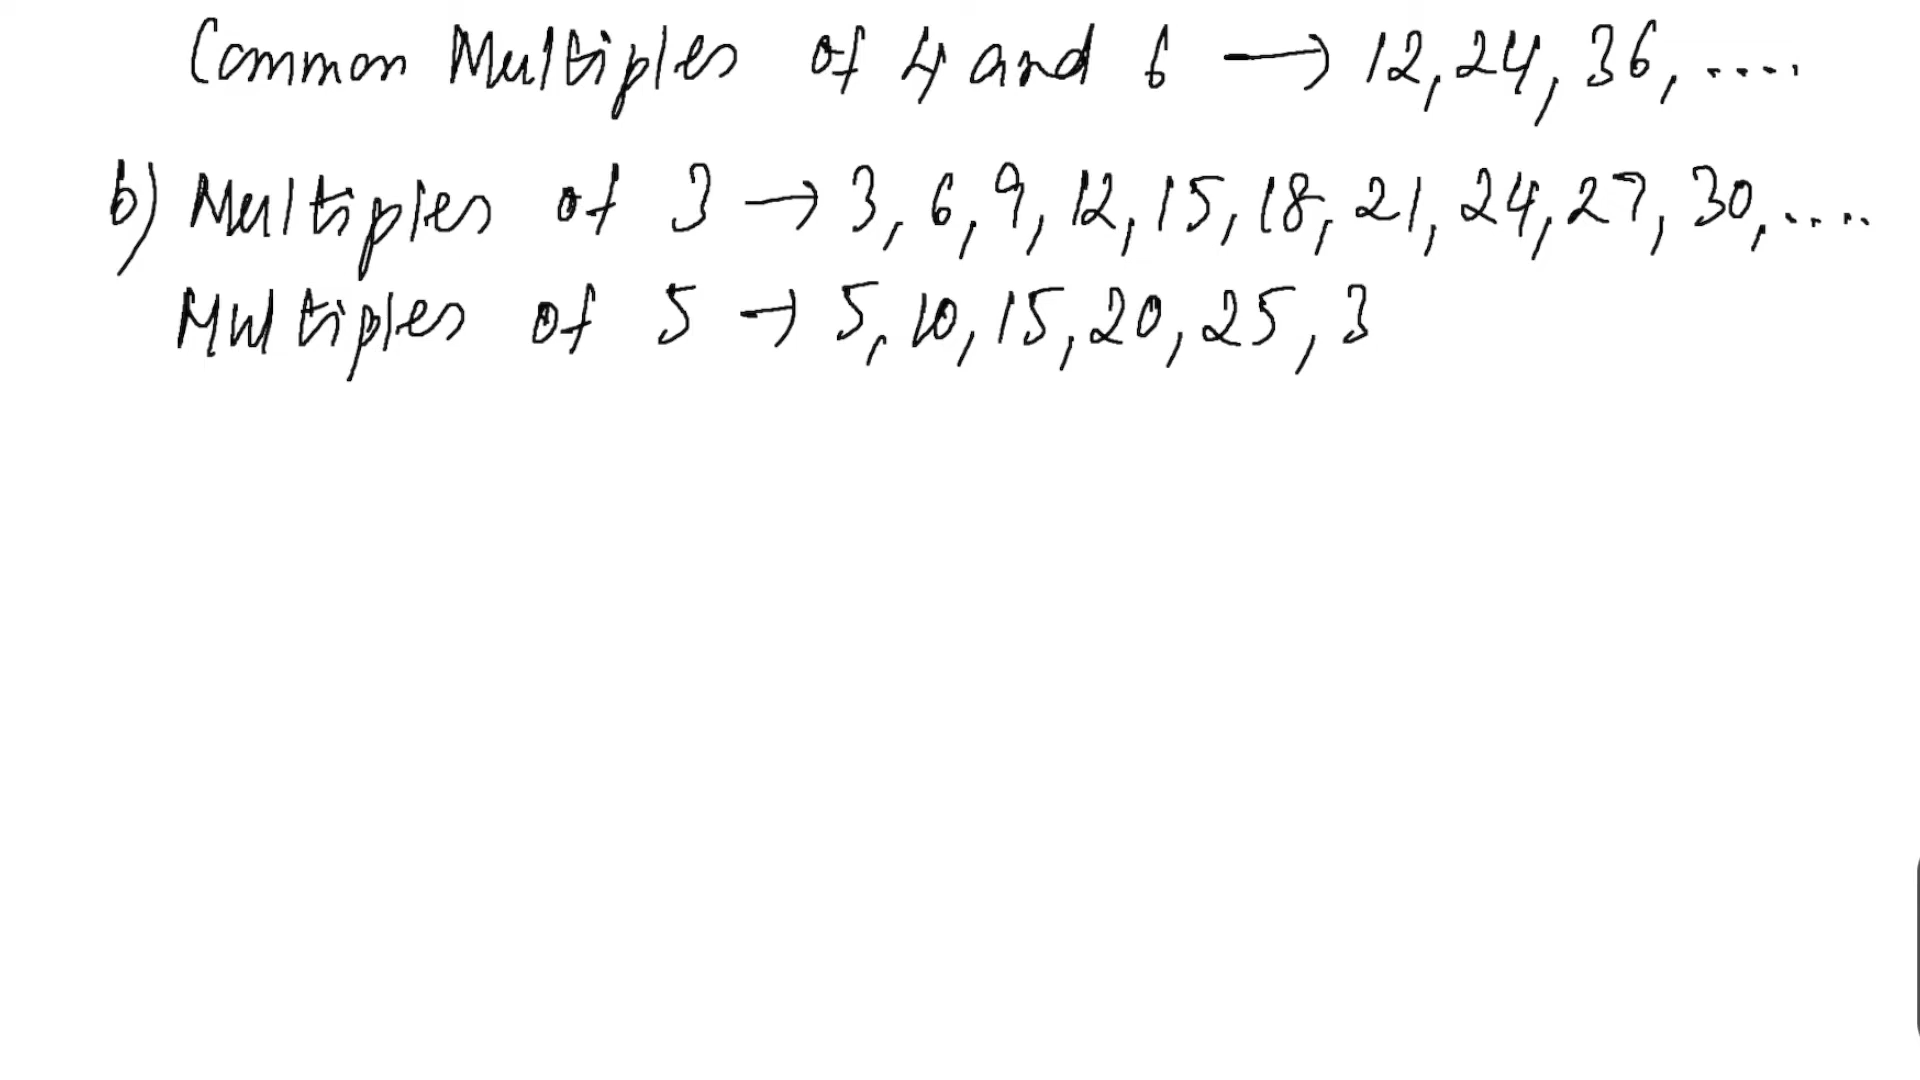 Common Multiples of 4 and 6 → 12, 24, 36, ....
b) Multiples of 3 → 3, 6, 9, 12, 15, 18, 21, 24, 27, 30, ....
Multiples of 5 → 5, 10, 15, 20, 25, 3